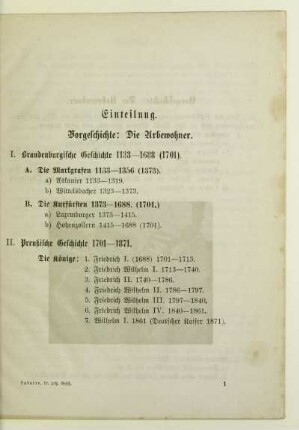 Einteilung.
Vorgeschichte: Die Urbewohner.
I. Brandenburgische Geschichte 1133—1688 (1701).
A. Die Markgrafen 1133—1356 (1373).
a) Askanier 1133—1319.
b) Wittelsbacher 1323—1373.
B. Die Kurfürsten 1373—1688. (1701.)
a) Luxemburger 1373—1415.
b) Hohenzollern 1415—1688 (1701).
II. Preußische Geschichte 1701—1871.
Die Könige: 1. Friedrich I. (1688) 1701—1713.
2. Friedrich Wilhelm I. 1713—1740.
3. Friedrich II. 1740—1786.
4. Friedrich Wilhelm II. 1786—1797.
5. Friedrich Wilhelm III. 1797—1840.
6. Friedrich Wilhelm IV. 1840—1861.
7. Wilhelm I. 1861 (Deutscher Kaiser 1871).
1